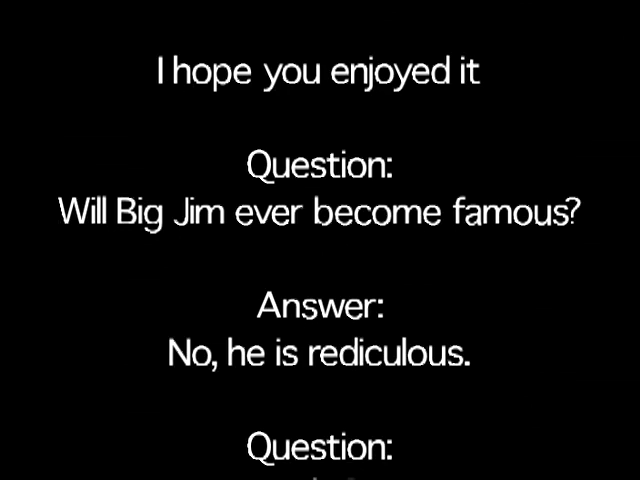 I hope you enjoyed it
Question:
Will Big Jim ever become famous?
Answer:
No, he is rediculous.
Question: